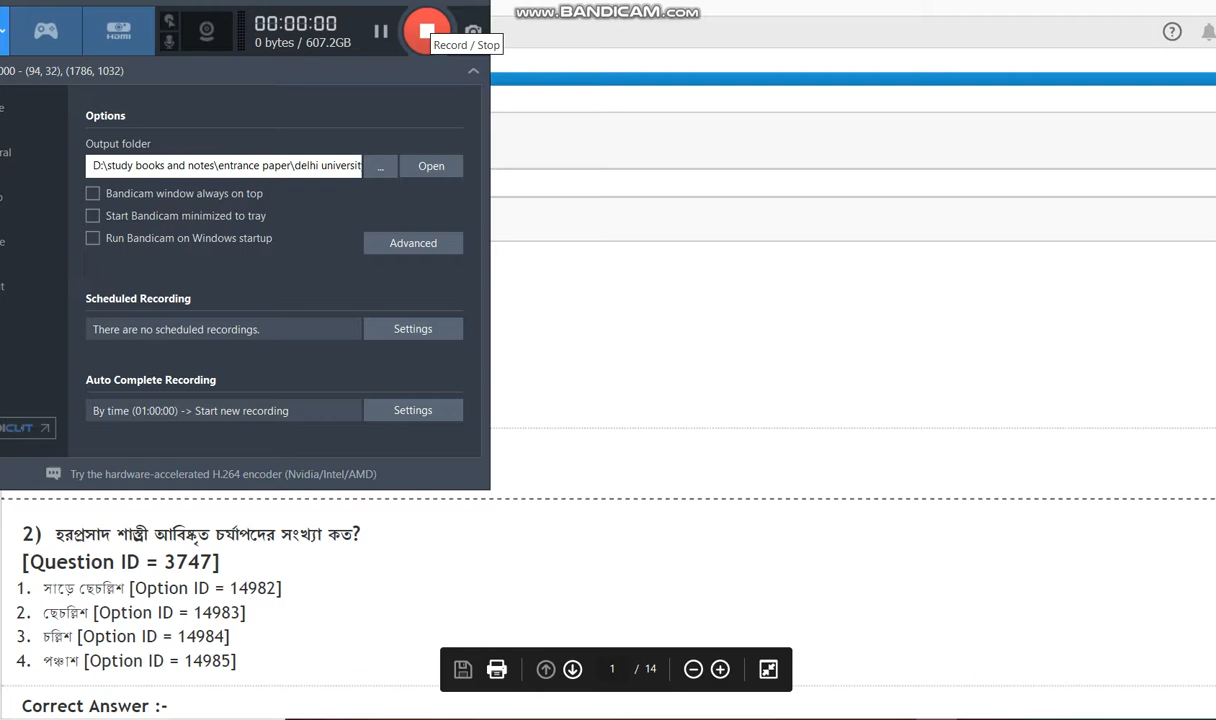 www.BANDICAM.com
00:00:00
0 bytes / 607.2GB
Record / Stop
000 - (94, 32), (1786, 1032)
Options
Output folder
D:\study books and notes\entrance paper\delhi universit
... Open
Bandicam window always on top
Start Bandicam minimized to tray
Run Bandicam on Windows startup
Advanced
Scheduled Recording
There are no scheduled recordings. Settings
Auto Complete Recording
By time (01:00:00) -> Start new recording Settings
Try the hardware-accelerated H.264 encoder (Nvidia/Intel/AMD)
2) হরপ্রসাদ শাস্ত্রী আবিষ্কৃত চর্যাপদের সংখ্যা কত?
[Question ID = 3747]
1. সাড়ে ছেচল্লিশ [Option ID = 14982]
2. ছেচল্লিশ [Option ID = 14983]
3. চল্লিশ [Option ID = 14984]
4. পঞ্চাশ [Option ID = 14985]
1 / 14
Correct Answer :-